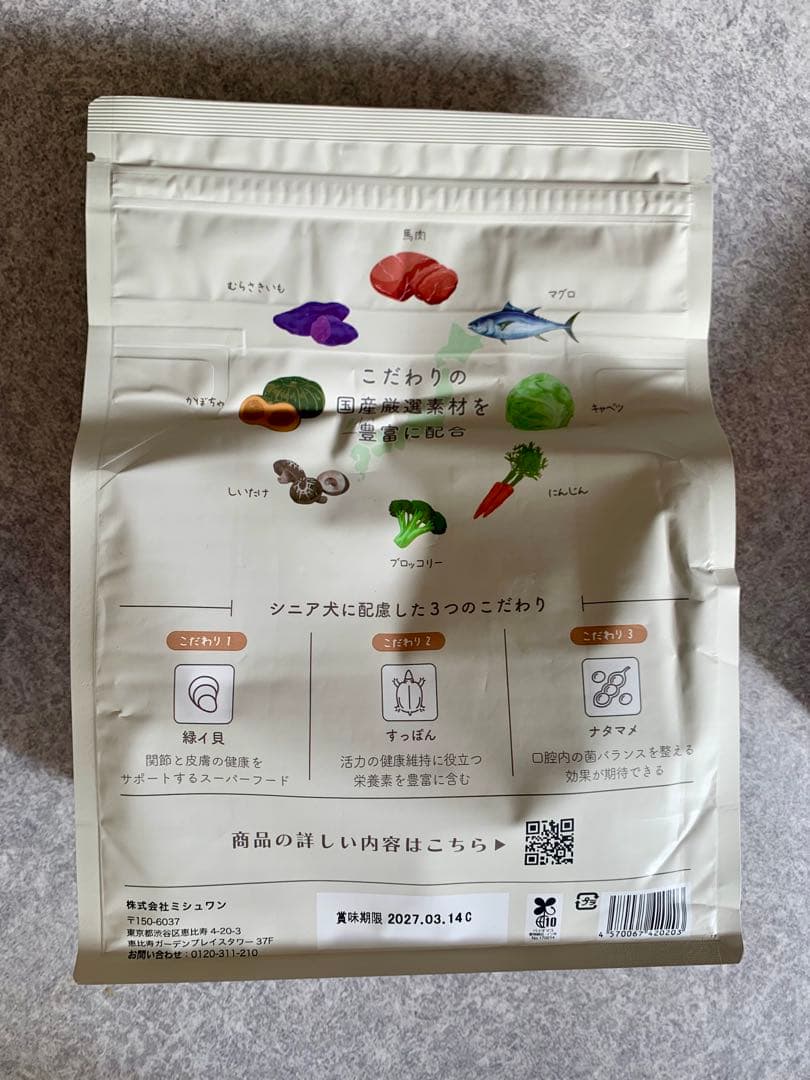 馬肉
むらさきいも
マグロ
こだわりの
国産厳選素材を
豊富に配合
かぼちゃ
キャベツ
しいたけ
にんじん
ブロッコリー
シニア犬に配慮した3つのこだわり
こだわり1
緑イ貝
関節と皮膚の健康を
サポートするスーパーフード
こだわり2
すっぽん
活力の健康維持に役立つ
栄養素を豊富に含む
こだわり3
ナタマメ
口腔内の菌バランスを整える
効果が期待できる
商品の詳しい内容はこちら▶
株式会社ミシュワン
〒150-6037
東京都渋谷区恵比寿 4-20-3
恵比寿ガーデンプレイスタワー 37F
お問い合わせ：0120-311-210
賞味期限 2027.03.14C
10
プラ
4 570067 420203